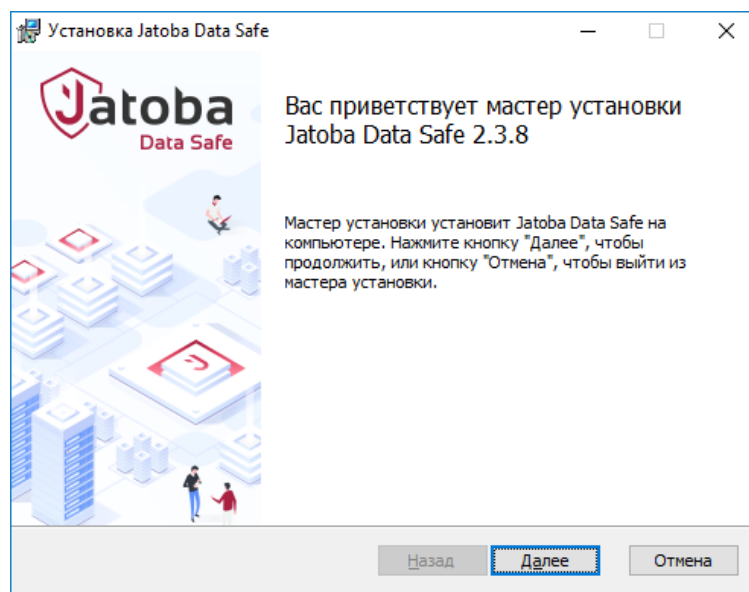 Установка Jatoba Data Safe
Jatoba
Data Safe
Вас приветствует мастер установки
Jatoba Data Safe 2.3.8
Мастер установки установит Jatoba Data Safe на
компьютере. Нажмите кнопку "Далее", чтобы
продолжить, или кнопку "Отмена", чтобы выйти из
мастера установки.
Назад
Далее
Отмена